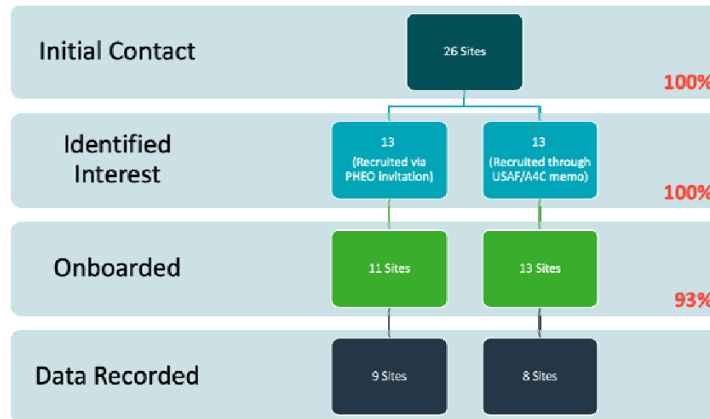 Initial Contact
26 Sites
100%
Identified
Interest
13
(Recruited via
PHEO invitation)
13
(Recruited through
USAF/A4C memo)
100%
Onboarded
11 Sites
13 Sites
93%
Data Recorded
9 Sites
8 Sites